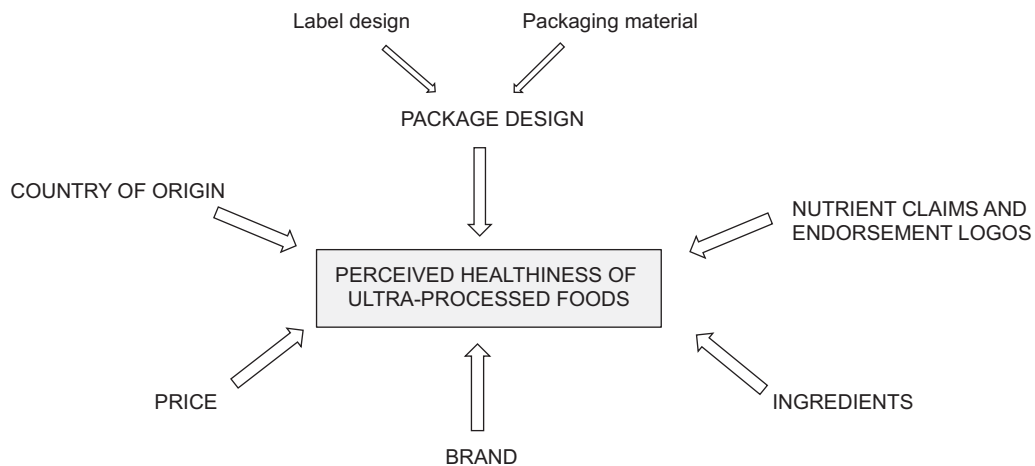 Label design
Packaging material
PACKAGE DESIGN
COUNTRY OF ORIGIN
NUTRIENT CLAIMS AND
ENDORSEMENT LOGOS
PERCEIVED HEALTHINESS OF
ULTRA-PROCESSED FOODS
PRICE
INGREDIENTS
BRAND